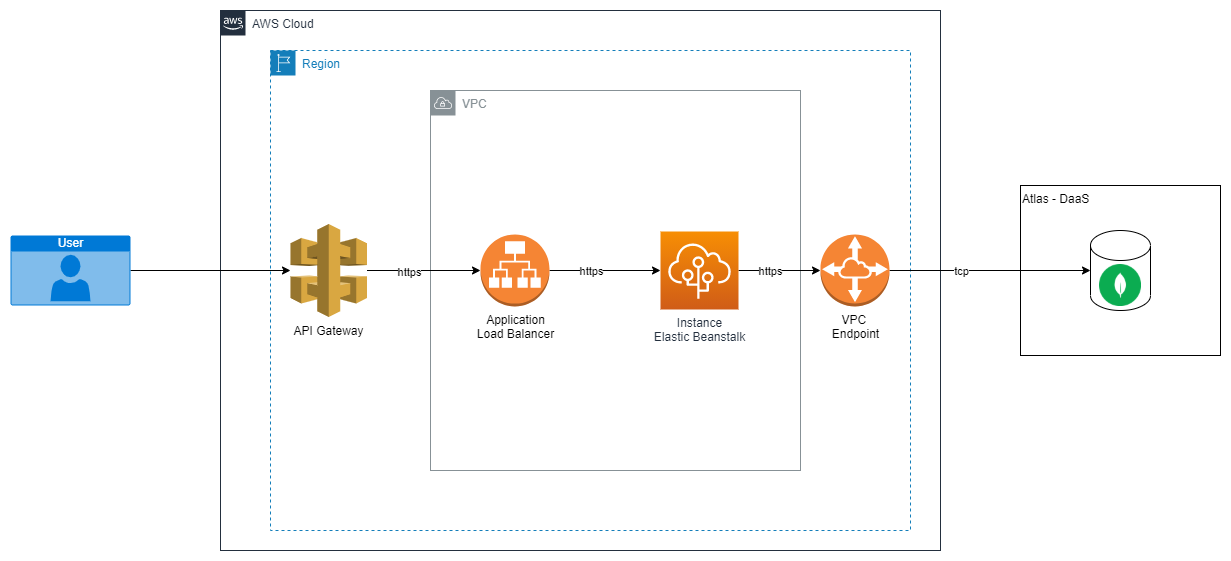 aws
AWS Cloud
Region
VPC
Atlas - DaaS
User
https
https
https
tcp
API Gateway
Application
Load Balancer
Instance
Elastic Beanstalk
VPC
Endpoint